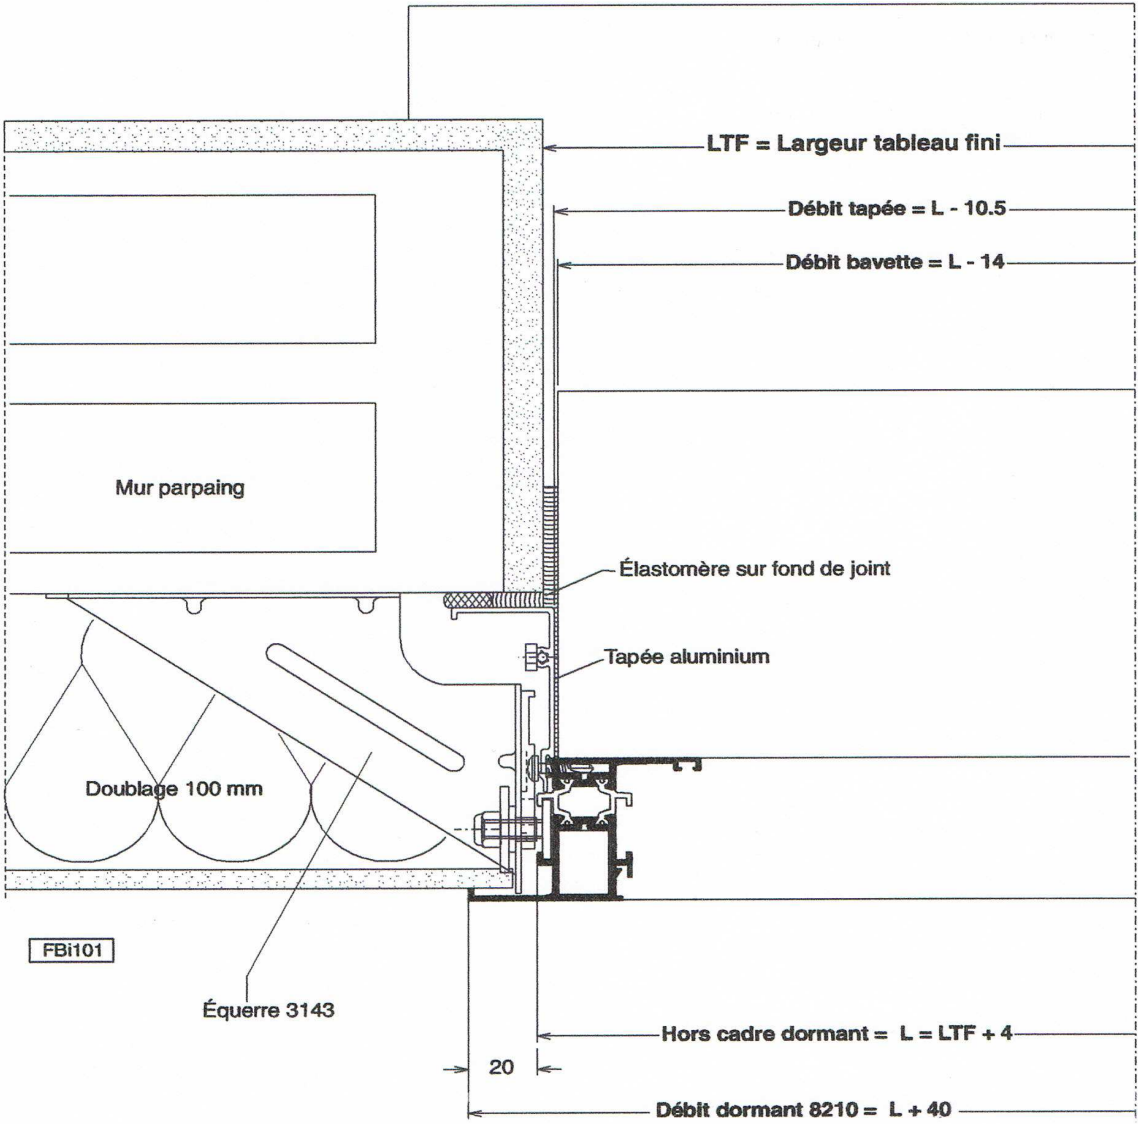 LTF = Largeur tableau fini
Débit tapée = L - 10.5
Débit bavette = L - 14
Mur parpaing
Élastomère sur fond de joint
Tapée aluminium
Doublage 100 mm
FBi101
Équerre 3143
Hors cadre dormant = L = LTF + 4
20
Débit dormant 8210 = L + 40